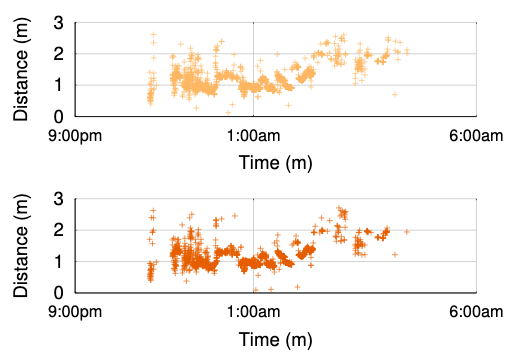 Distance (m)
3
2
1
0
9:00pm
1:00am
6:00am
Time (m)
Distance (m)
3
2
1
0
9:00pm
1:00am
6:00am
Time (m)